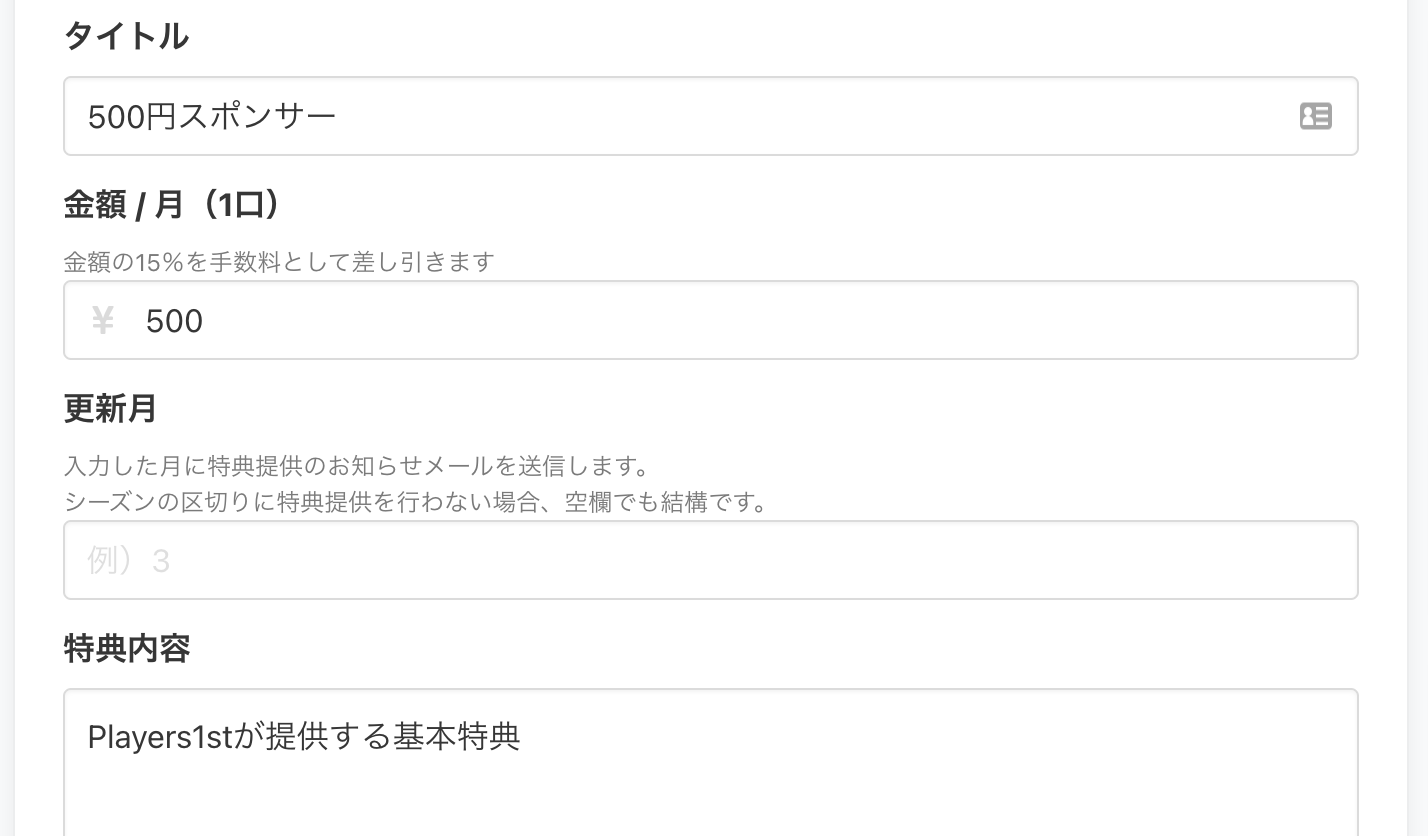 タイトル
500円スポンサー
金額 / 月（1口）
金額の15%を手数料として差し引きます
¥ 500
更新月
入力した月に特典提供のお知らせメールを送信します。
シーズンの区切りに特典提供を行わない場合、空欄でも結構です。
例）3
特典内容
Players1stが提供する基本特典